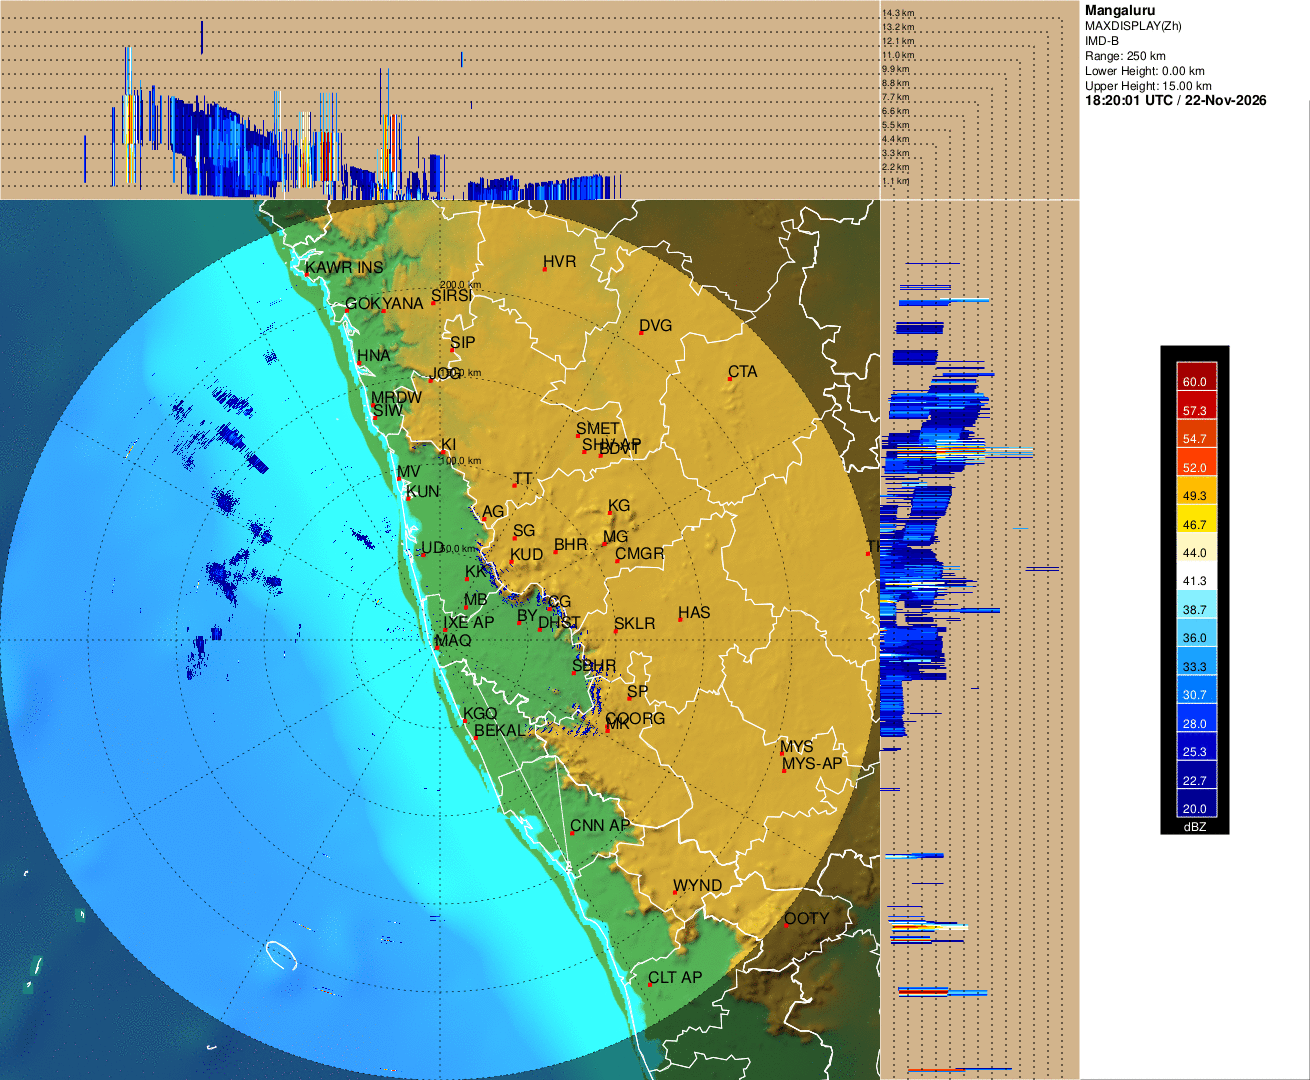 14.3 km
13.2 km
12.1 km
11.0 km
9.9 km
8.8 km
7.7 km
6.6 km
5.5 km
4.4 km
3.3 km
2.2 km
1.1 km
Mangaluru
MAXDISPLAY(Zh)
IMD-B
Range: 250 km
Lower Height: 0.00 km
Upper Height: 15.00 km
18:20:01 UTC / 22-Nov-2026
HVR
KAWR INS
200.0 km
SIRSI
GOKYANA
DVG
SIP
HNA
CTA
JOG
MRDW
SIW
SMET
SHV-AP
BDVT
KI
100.0 km
MV
TT
KUN
KG
AG
SG
MG
UD
50.0 km
BHR
KUD
CMGR
KK
MB
CG
HAS
BY
DHST
IXE AP
SKLR
MAQ
SP
KGQ
COORG
MK
BEKAL
MYS
MYS-AP
CNN AP
WYND
OOTY
CLT AP
60.0
57.3
54.7
52.0
49.3
46.7
44.0
41.3
38.7
36.0
33.3
30.7
28.0
25.3
22.7
20.0
dBZ